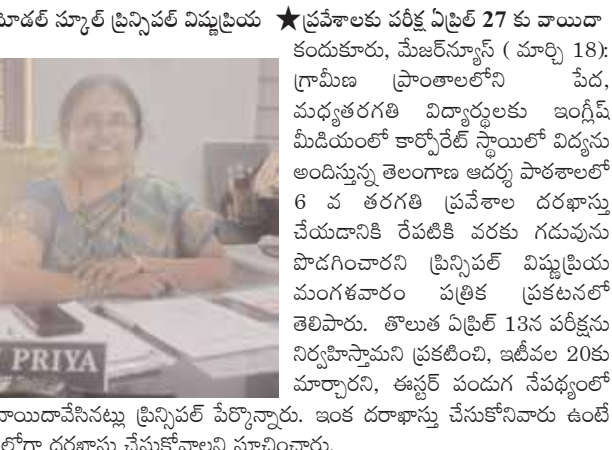 మోడల్ స్కూల్ ప్రిన్సిపల్ విష్ణుప్రియ ★ ప్రవేశాలకు పరీక్ష ఏప్రిల్ 27 కు వాయిదా
కందుకూరు, మేజర్‌న్యూస్ ( మార్చి 18):
గ్రామీణ ప్రాంతాలలోని పేద,
మధ్యతరగతి విద్యార్థులకు ఇంగ్లీష్
మీడియంలో కార్పోరేట్ స్థాయిలో విద్యను
అందిస్తున్న తెలంగాణ ఆదర్శ పాఠశాలలో
6 వ తరగతి ప్రవేశాల దరఖాస్తు
చేయడానికి రేపటికి వరకు గడువును
పొడగించారని ప్రిన్సిపల్ విష్ణుప్రియ
మంగళవారం పత్రిక ప్రకటనలో
తెలిపారు. తొలుత ఏప్రిల్ 13న పరీక్షను
నిర్వహిస్తామని ప్రకటించి, ఇటీవల 20కు
మార్చారని, ఈస్టర్ పండుగ నేపథ్యంలో
వాయిదావేసినట్లు ప్రిన్సిపల్ పేర్కొన్నారు. ఇంక దరాఖాస్తు చేసుకోనివారు ఉంటే
లోగా దరఖాస్తు చేసుకోవాలని సూచించారు.
PRIYA